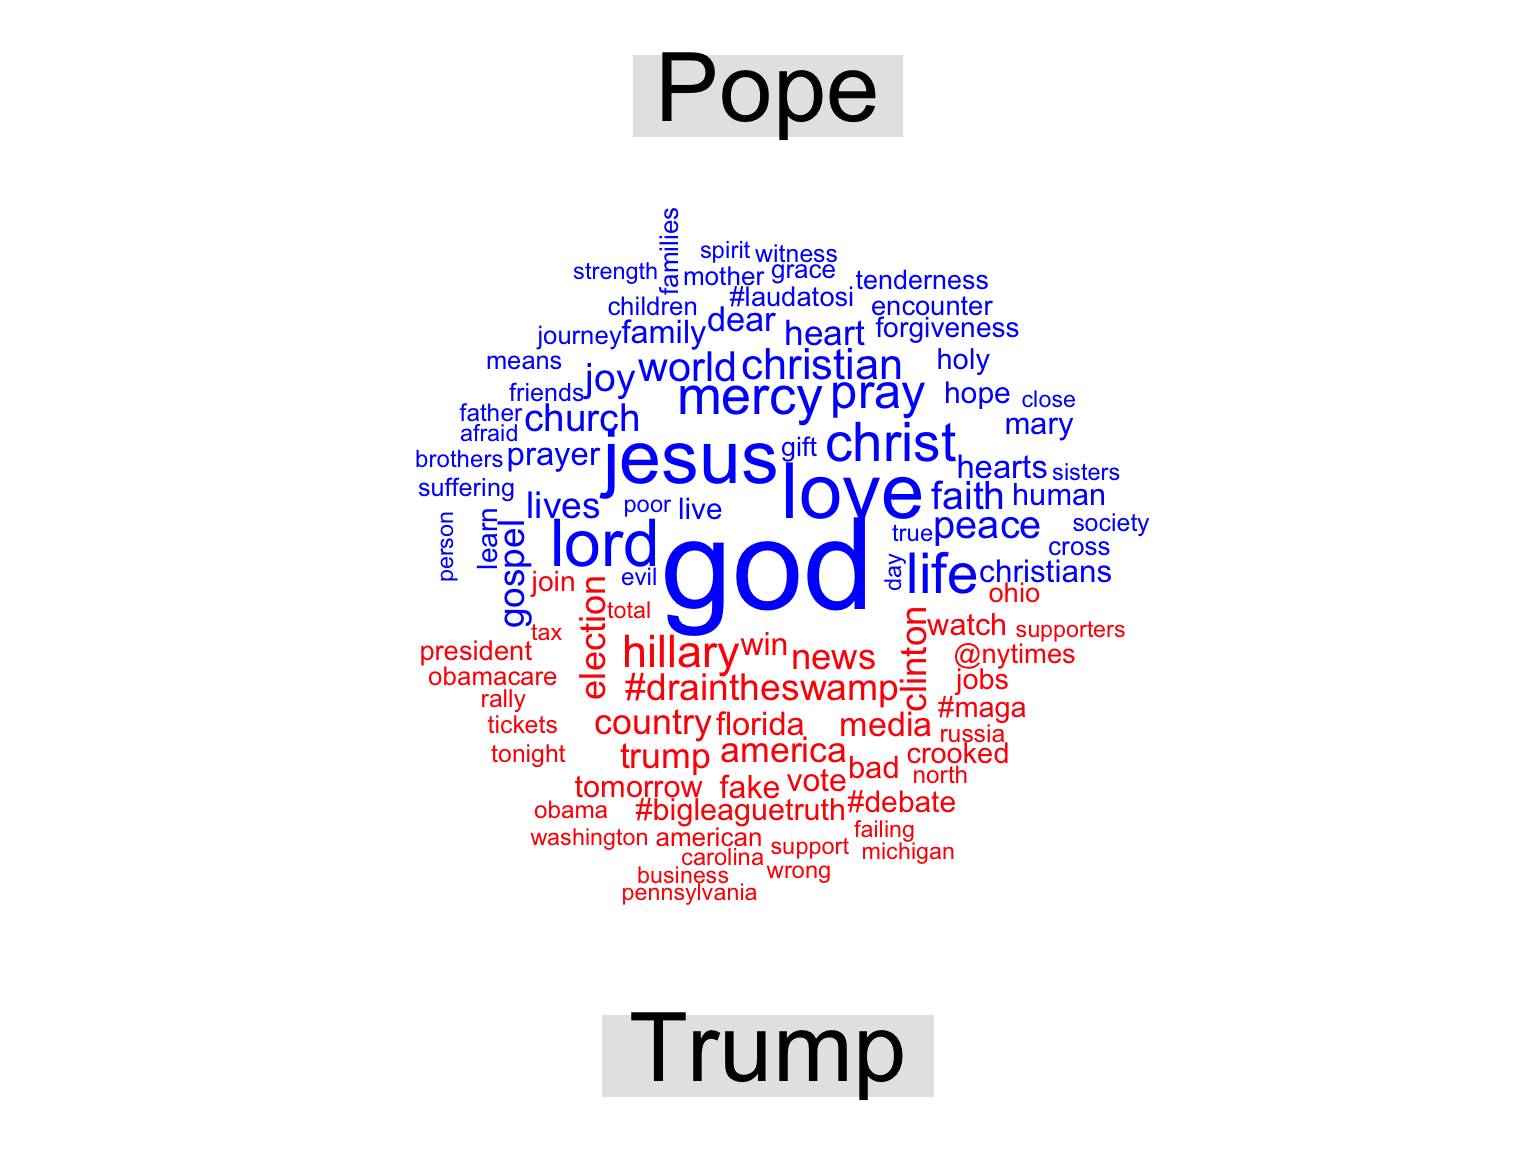 Pope
families
spirit witness
strength mother grace
tenderness
children #laudatosi encounter
journey family dear heart forgiveness
means joy world christian holy
friends mercy pray hope close
father church mary
afraid jesus gift christ
brothers prayer hearts sisters
suffering lives poor live love faith human
person learn gospel lord true peace society
cross
evil god day life christians
join election total ohio
tax clinton watch supporters
president hillary win news @nytimes
obamacare #draintheswamp jobs
rally #maga
tickets country florida media russia
tonight trump america crooked
bad north
tomorrow fake vote
obama #bigleaguetruth #debate
washington american failing
carolina support michigan
business wrong
pennsylvania
Trump